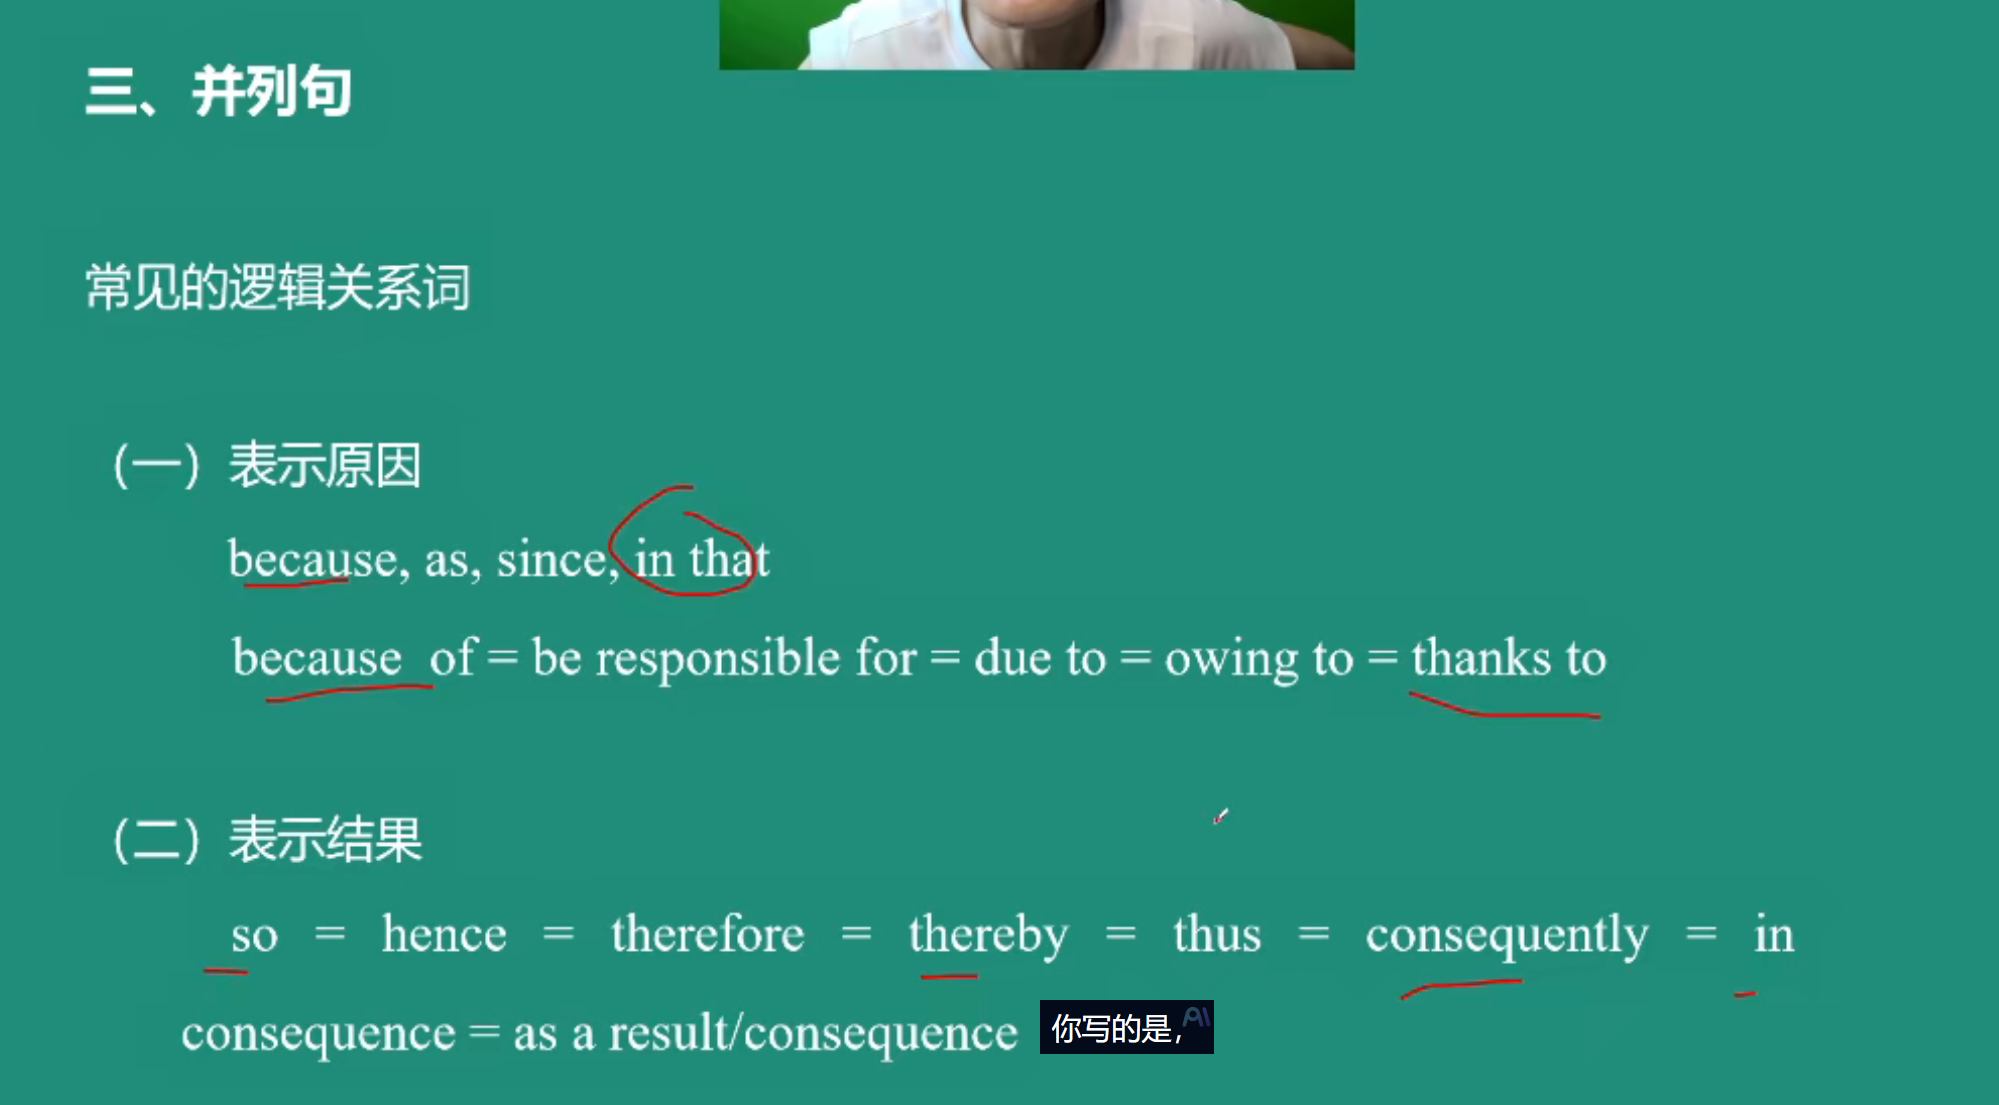 三、并列句
常见的逻辑关系词
（一）表示原因
because, as, since, in that
because of = be responsible for = due to = owing to = thanks to
（二）表示结果
so = hence = therefore = thereby = thus = consequently = in
consequence = as a result/consequence
你写的是，
AI